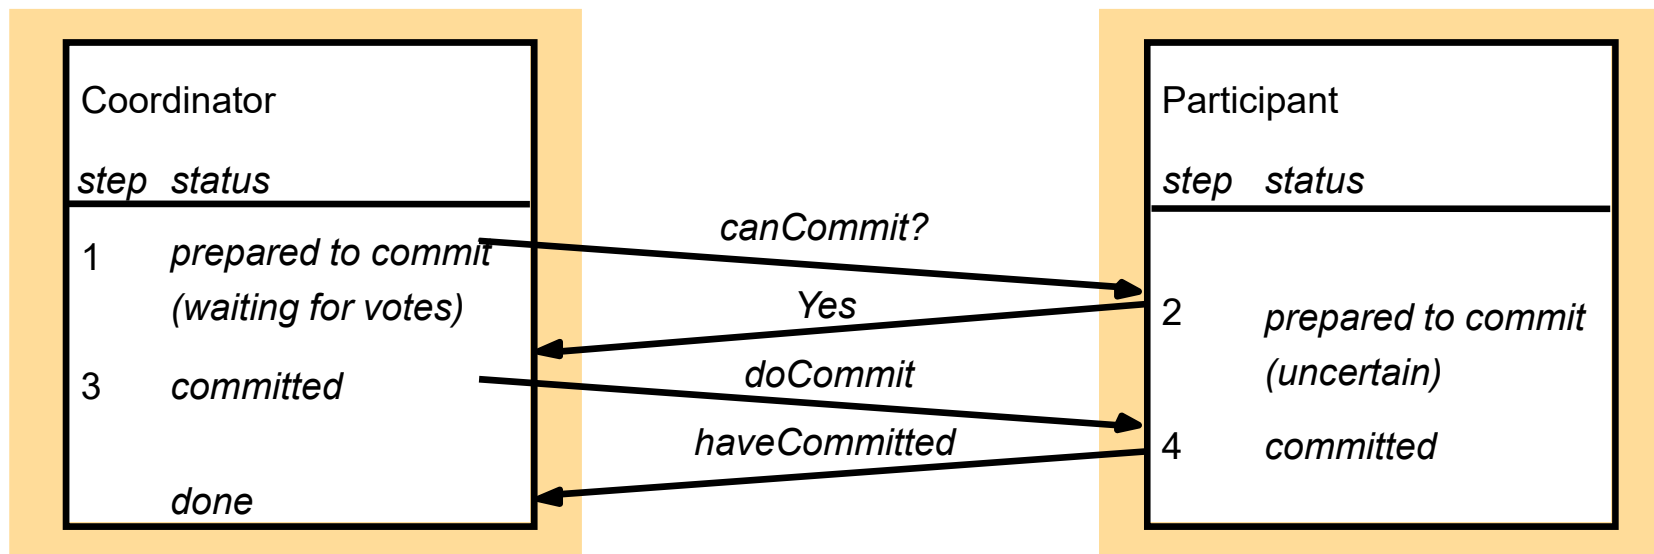 Coordinator
step status
1 prepared to commit
(waiting for votes)
3 committed
done
canCommit?
Yes
doCommit
haveCommitted
Participant
step status
2 prepared to commit
(uncertain)
4 committed